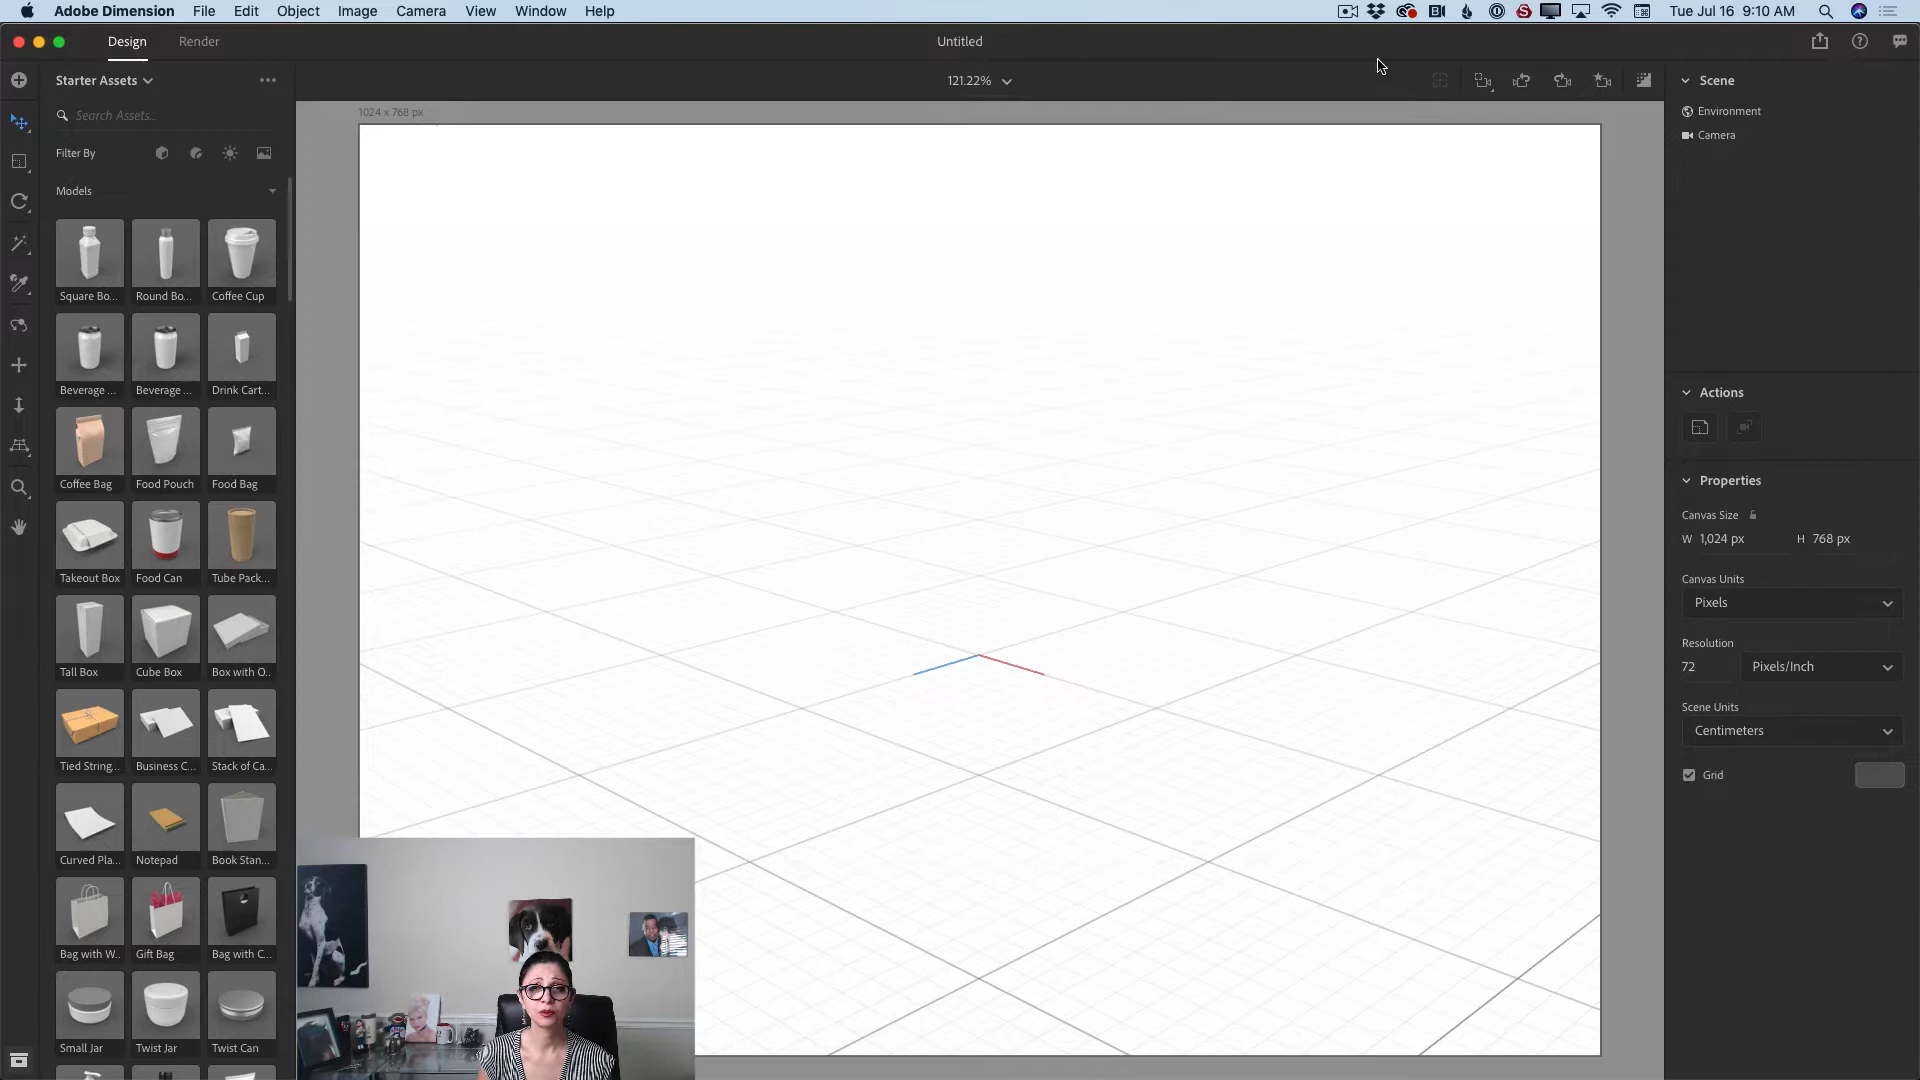 Adobe Dimension File Edit Object Image Camera View Window Help Tue Jul 16 9:10 AM
Design Render Untitled
Starter Assets 121.22% Scene
Search Assets... 1024 x 768 px Environment
Camera
Filter By
Models
Square Bo... Round Bo... Coffee Cup
Beverage ... Beverage ... Drink Cart...
Actions
Coffee Bag Food Pouch Food Bag
Properties
Canvas Size
W 1,024 px H 768 px
Takeout Box Food Can Tube Pack...
Canvas Units
Pixels
Resolution
72 Pixels/Inch
Tall Box Cube Box Box with O..
Scene Units
Centimeters
Tied String... Business C... Stack of Ca...
Grid
Curved Pla... Notepad Book Stan...
Bag with W.. Gift Bag Bag with C...
Small Jar Twist Jar Twist Can